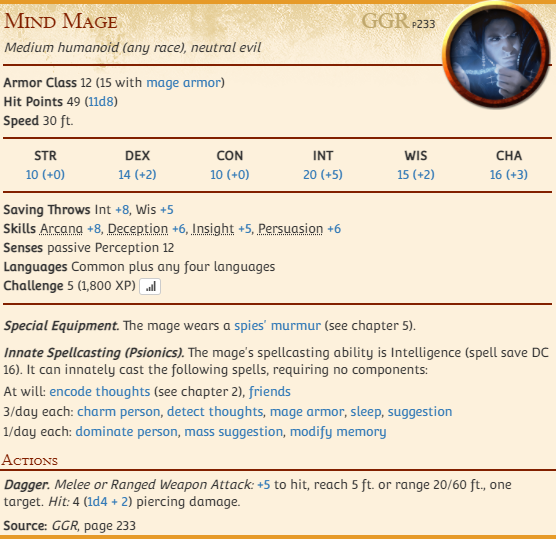 Mind Mage
GGR p233
Medium humanoid (any race), neutral evil
Armor Class 12 (15 with mage armor)
Hit Points 49 (11d8)
Speed 30 ft.
STR DEX CON INT WIS CHA
10 (+0) 14 (+2) 10 (+0) 20 (+5) 15 (+2) 16 (+3)
Saving Throws Int +8, Wis +5
Skills Arcana +8, Deception +6, Insight +5, Persuasion +6
Senses passive Perception 12
Languages Common plus any four languages
Challenge 5 (1,800 XP)
Special Equipment. The mage wears a spies' murmur (see chapter 5).
Innate Spellcasting (Psionics). The mage's spellcasting ability is Intelligence (spell save DC
16). It can innately cast the following spells, requiring no components:
At will: encode thoughts (see chapter 2), friends
3/day each: charm person, detect thoughts, mage armor, sleep, suggestion
1/day each: dominate person, mass suggestion, modify memory
Actions
Dagger. Melee or Ranged Weapon Attack: +5 to hit, reach 5 ft. or range 20/60 ft., one
target. Hit: 4 (1d4 + 2) piercing damage.
Source: GGR, page 233